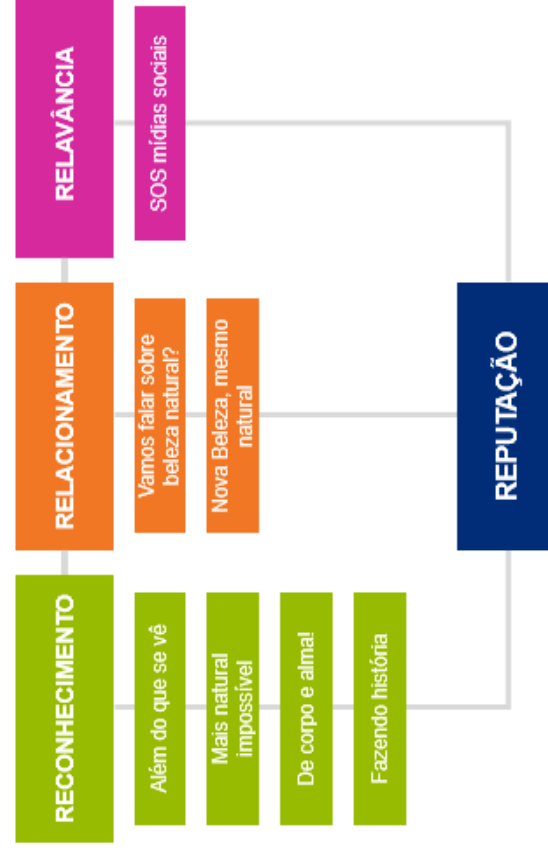 RECONHECIMENTO
Além do que se vê
Mais natural
impossível
De corpo e alma!
Fazendo história
RELACIONAMENTO
Vamos falar sobre
beleza natural?
Nova Beleza, mesmo
natural
RELAVÂNCIA
SOS mídias sociais
REPUTAÇÃO